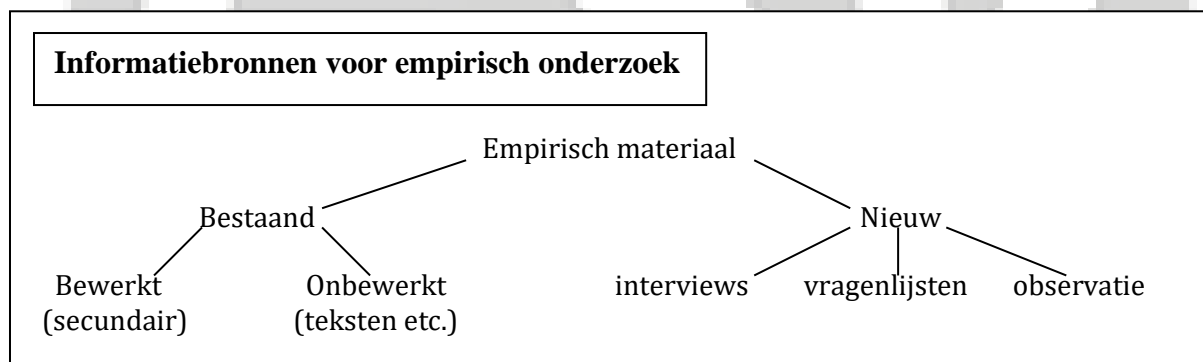 Informatiebronnen voor empirisch onderzoek
Empirisch materiaal
Bestaand Nieuw
Bewerkt Onbewerkt interviews vragenlijsten observatie
(secundair) (teksten etc.)